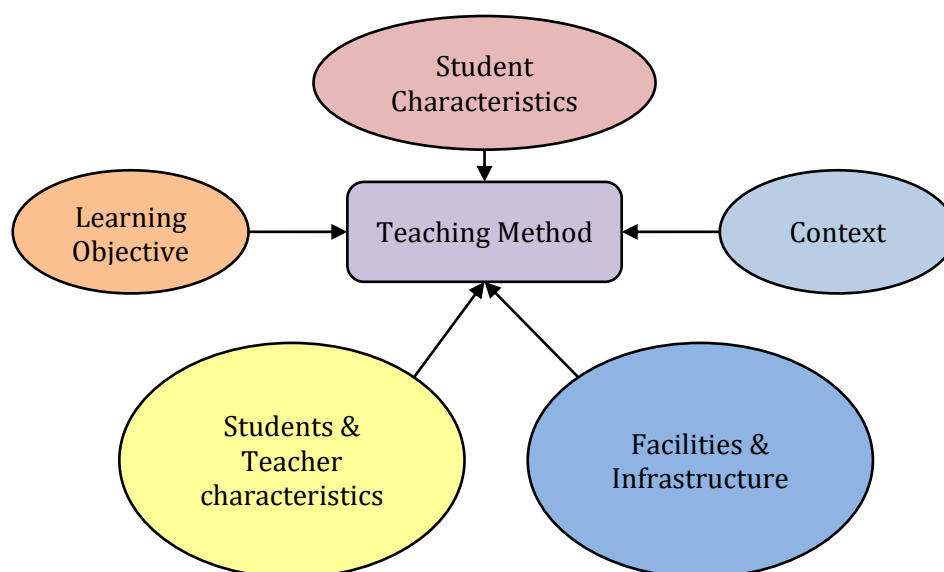 Student
Characteristics
Learning
Objective
Teaching Method
Context
Students &
Teacher
characteristics
Facilities &
Infrastructure